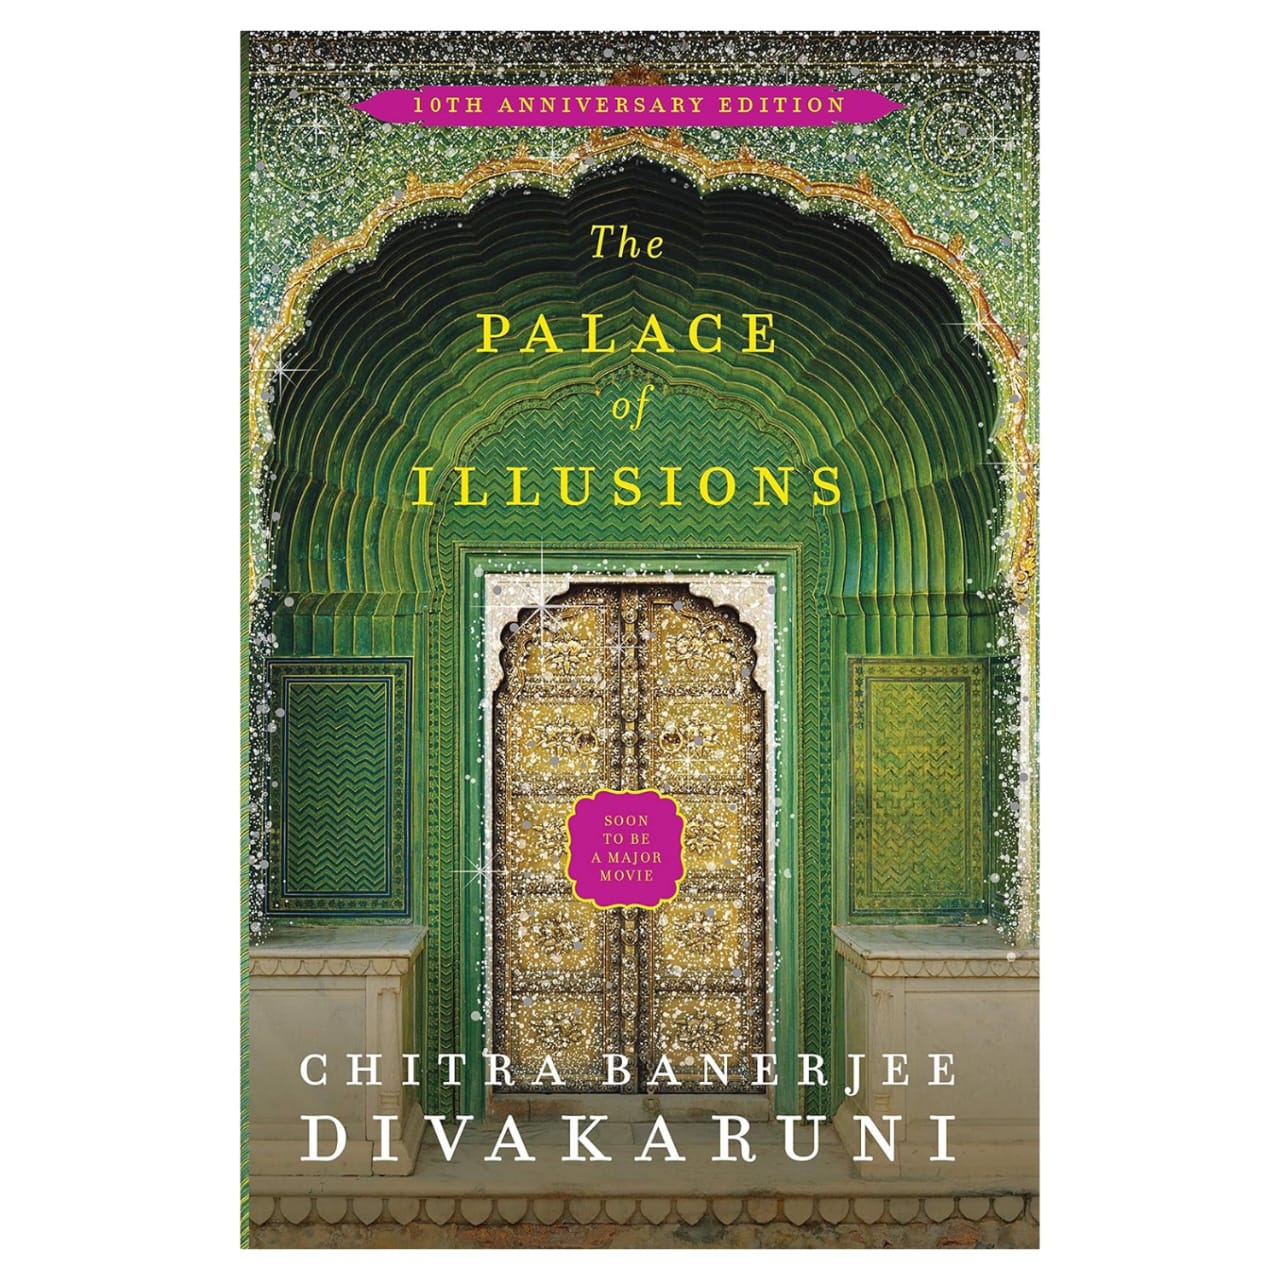 10TH ANNIVERSARY EDITION
The
PALACE
of
ILLUSIONS
SOON
TO BE
A MAJOR
MOVIE
CHITRA BANERJEE
DIVAKARUNI